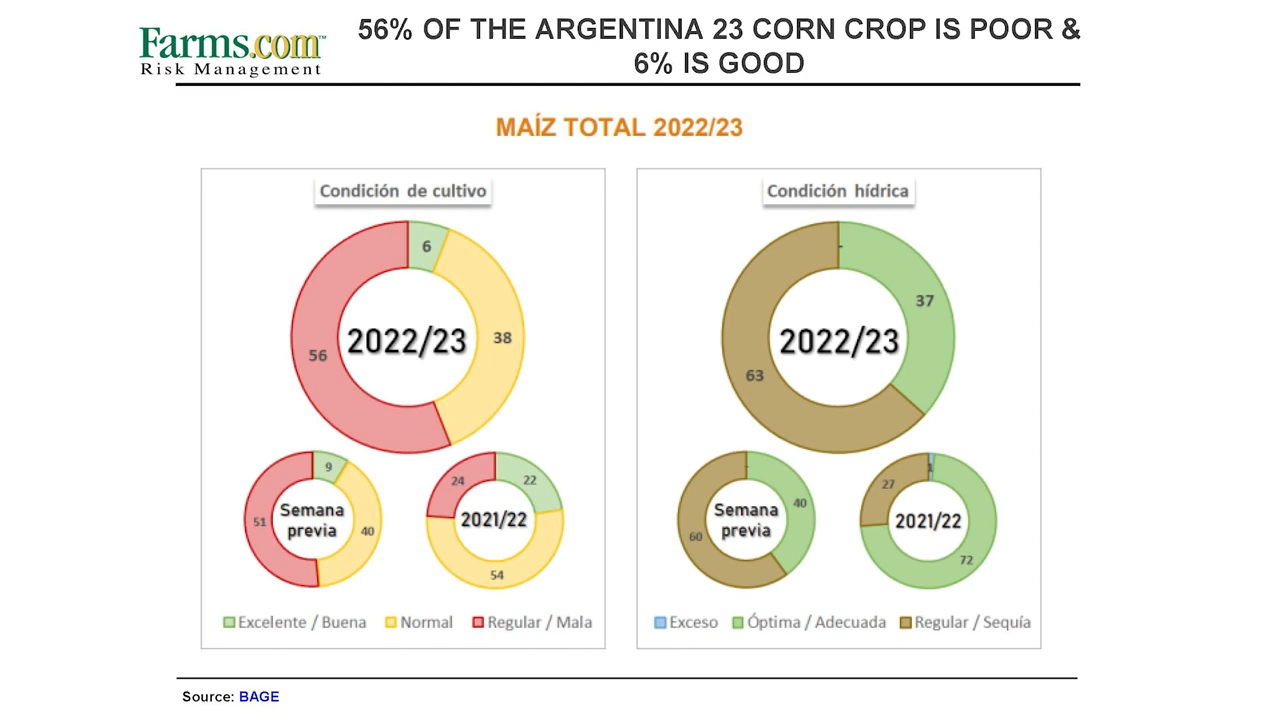 Farms.com™
Risk Management
56% OF THE ARGENTINA 23 CORN CROP IS POOR &
6% IS GOOD
MAÍZ TOTAL 2022/23
Condición de cultivo
6
38
56
2022/23
9
40
51
Semana
previa
22
54
24
2021/22
Excelente / Buena
Normal
Regular / Mala
Condición hídrica
-
37
63
2022/23
-
40
60
Semana
previa
1
72
27
2021/22
Exceso
Óptima / Adecuada
Regular / Sequía
Source: BAGE